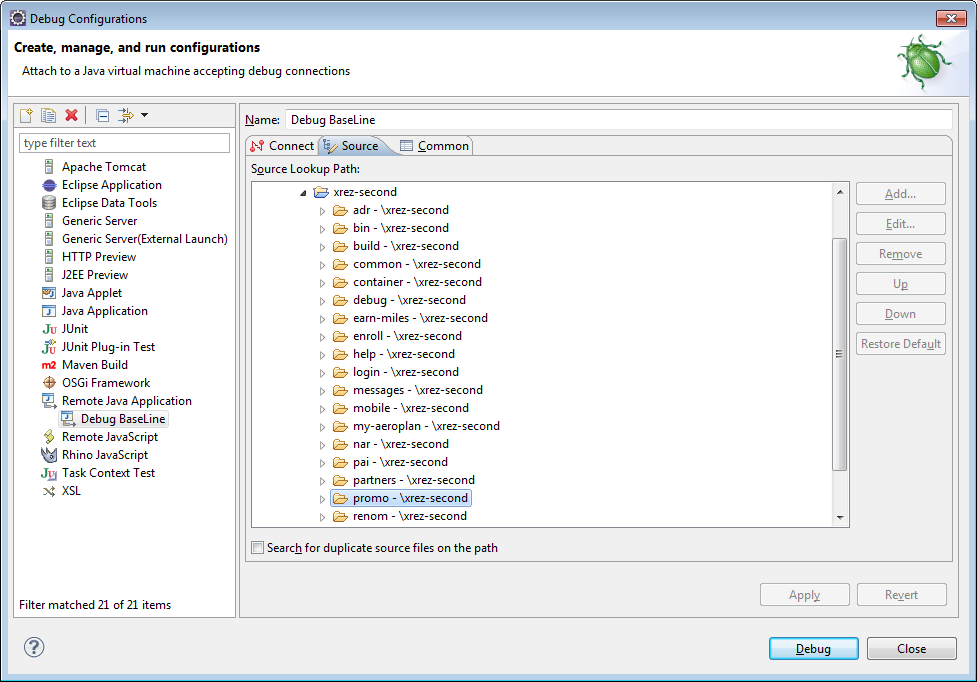 Debug Configurations
Create, manage, and run configurations
Attach to a Java virtual machine accepting debug connections
type filter text
Apache Tomcat
Eclipse Application
Eclipse Data Tools
Generic Server
Generic Server(External Launch)
HTTP Preview
J2EE Preview
Java Applet
Java Application
Ju JUnit
JUnit Plug-in Test
m2 Maven Build
OSGi Framework
Remote Java Application
Debug BaseLine
Remote JavaScript
Rhino JavaScript
Ju Task Context Test
XSL
Filter matched 21 of 21 items
Name: Debug BaseLine
Connect Source Common
Source Lookup Path:
xrez-second
adr - \xrez-second
bin - \xrez-second
build - \xrez-second
common - \xrez-second
container - \xrez-second
debug - \xrez-second
earn-miles - \xrez-second
enroll - \xrez-second
help - \xrez-second
login - \xrez-second
messages - \xrez-second
mobile - \xrez-second
my-aeroplan - \xrez-second
nar - \xrez-second
pai - \xrez-second
partners - \xrez-second
promo - \xrez-second
renom - \xrez-second
Add...
Edit...
Remove
Up
Down
Restore Default
Search for duplicate source files on the path
Apply Revert
? Debug Close